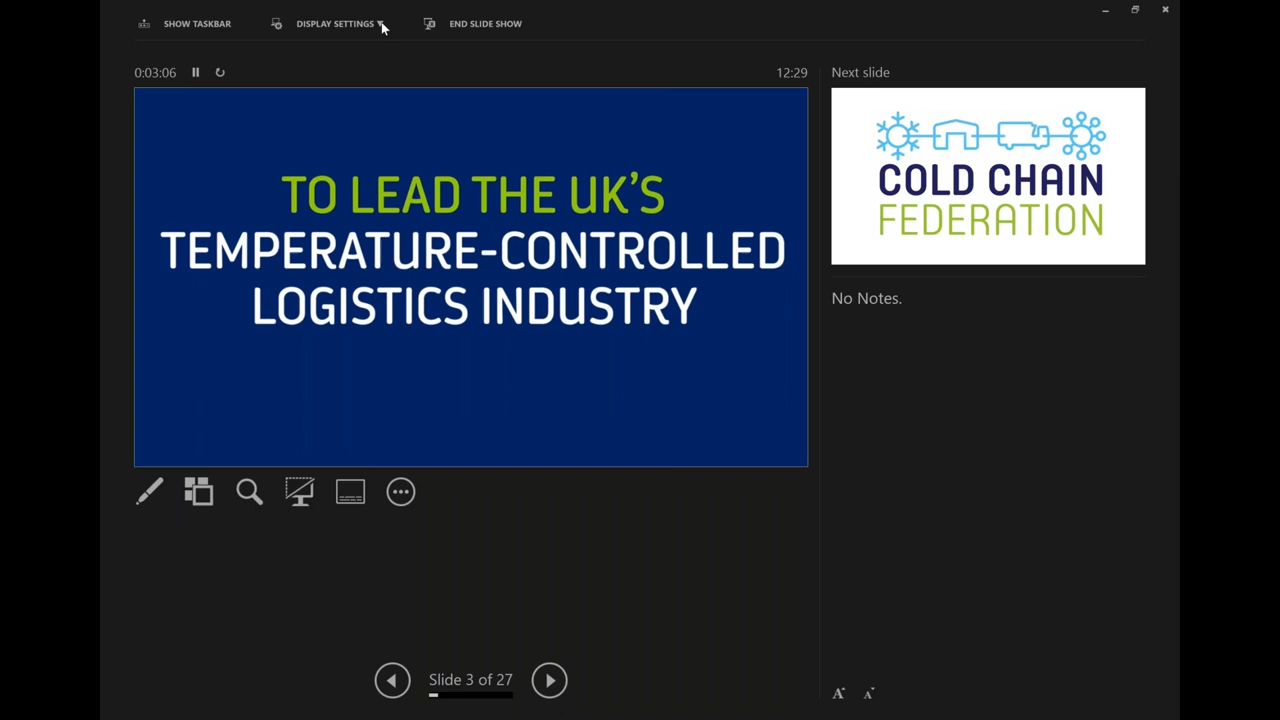 SHOW TASKBAR
DISPLAY SETTINGS
END SLIDE SHOW
0:03:06
12:29
Next slide
TO LEAD THE UK’S
TEMPERATURE-CONTROLLED
LOGISTICS INDUSTRY
COLD CHAIN
FEDERATION
No Notes.
Slide 3 of 27
A
A